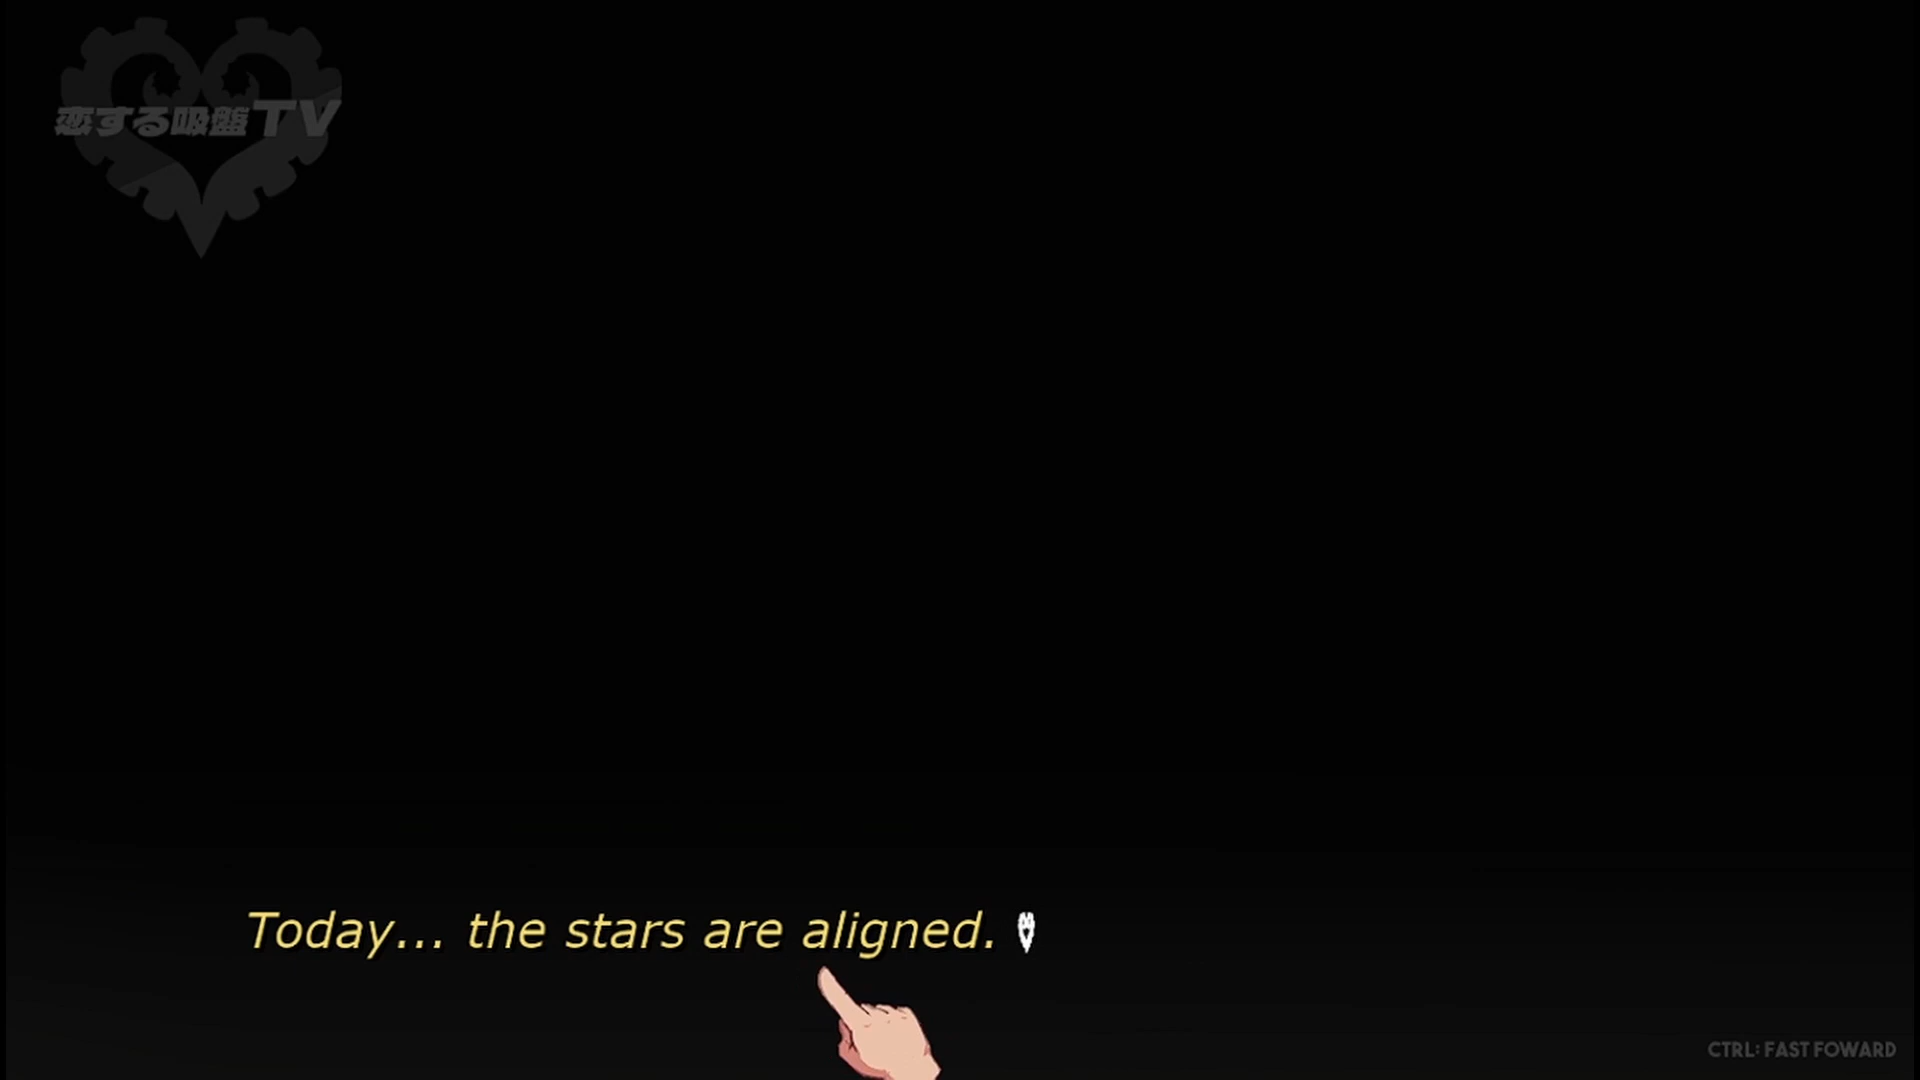 恋する吸盤TV
Today... the stars are aligned.
CTRL: FAST FOWARD